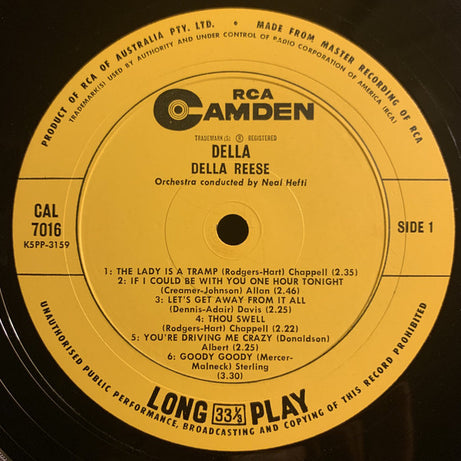 PRODUCT OF RCA OF AUSTRALIA PTY. LTD. • MADE FROM MASTER RECORDING OF RCA
TRADEMARK(S) USED BY AUTHORITY AND UNDER CONTROL OF RADIO CORPORATION OF AMERICA (RCA)
RCA
CAMDEN
TRADEMARK(S) ® REGISTERED
DELLA
DELLA REESE
Orchestra conducted by Neal Hefti
CAL
7016
K5PP-3159
SIDE 1
1: THE LADY IS A TRAMP (Rodgers-Hart) Chappell (2.35)
2: IF I COULD BE WITH YOU ONE HOUR TONIGHT
(Creamer-Johnson) Allan (2.46)
3: LET'S GET AWAY FROM IT ALL
(Dennis-Adair) Davis (2.25)
4: THOU SWELL
(Rodgers-Hart) Chappell (2.22)
5: YOU'RE DRIVING ME CRAZY (Donaldson)
Albert (2.25)
6: GOODY GOODY (Mercer-
Malneck) Sterling
(3.30)
LONG 33⅓ PLAY
UNAUTHORISED PUBLIC PERFORMANCE, BROADCASTING AND COPYING OF THIS RECORD PROHIBITED